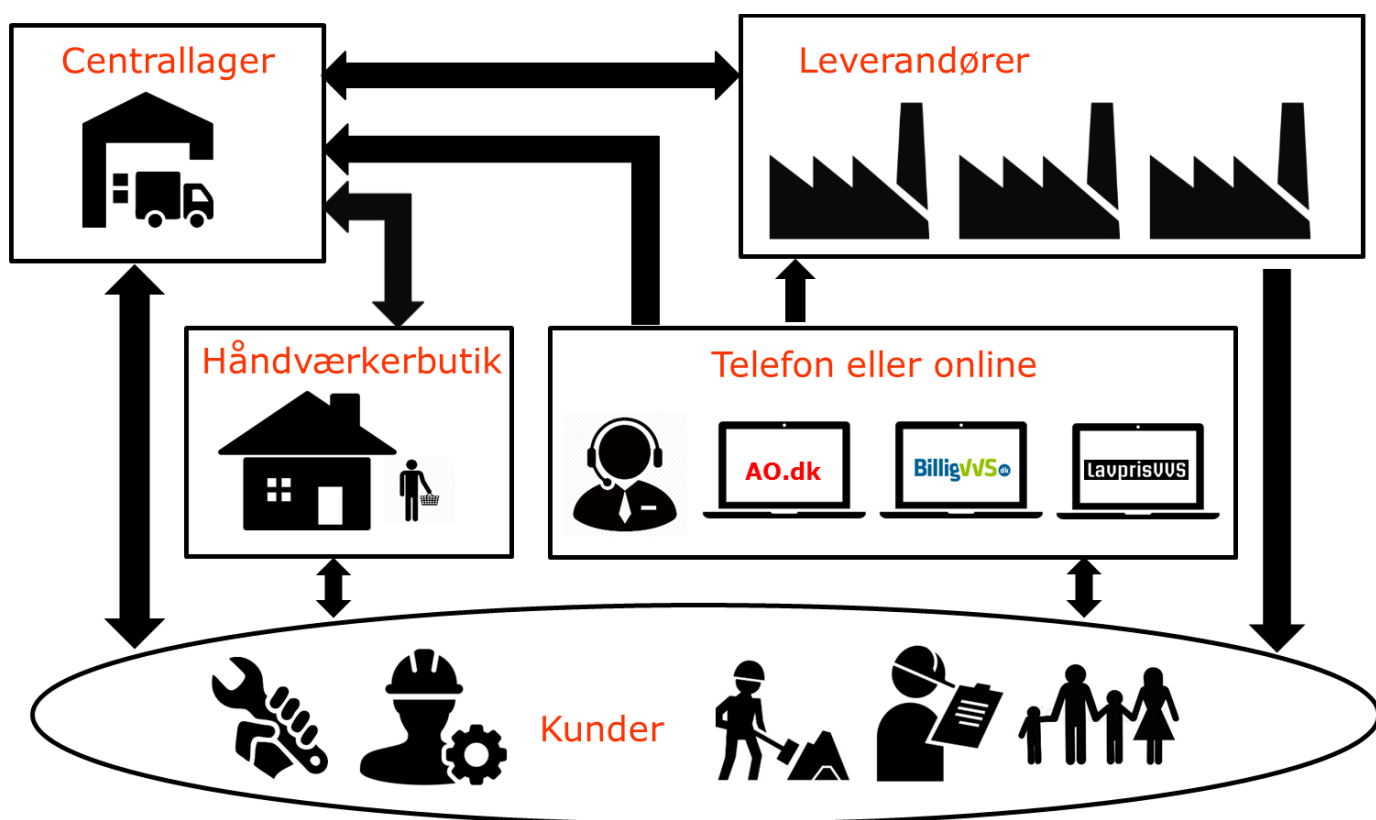 Centrallager
Leverandører
Håndværkerbutik
Telefon eller online
AO.dk
BilligVVS.dk
LavprisVVS
Kunder